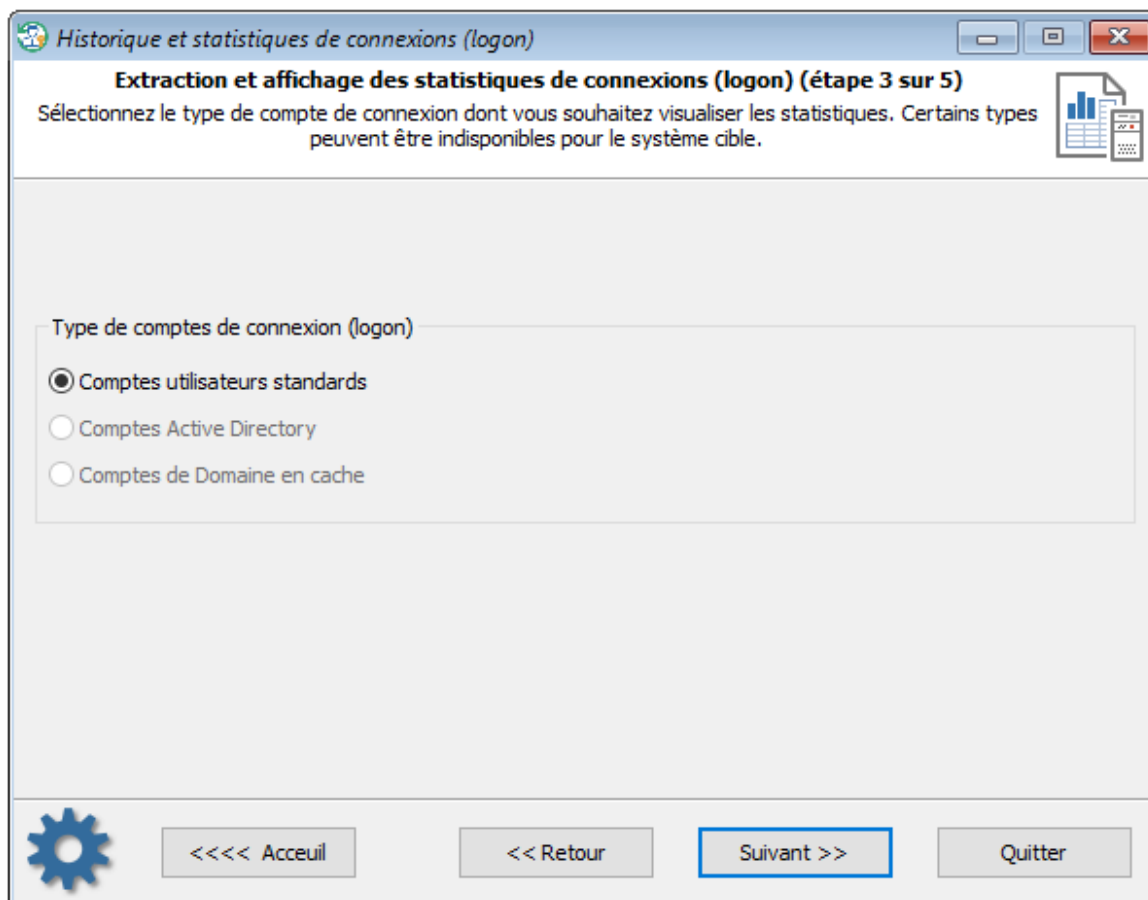 Historique et statistiques de connexions (logon)
Extraction et affichage des statistiques de connexions (logon) (étape 3 sur 5)
Sélectionnez le type de compte de connexion dont vous souhaitez visualiser les statistiques. Certains types
peuvent être indisponibles pour le système cible.
Type de comptes de connexion (logon)
Comptes utilisateurs standards
Comptes Active Directory
Comptes de Domaine en cache
<<<< Acceuil
<< Retour
Suivant >>
Quitter